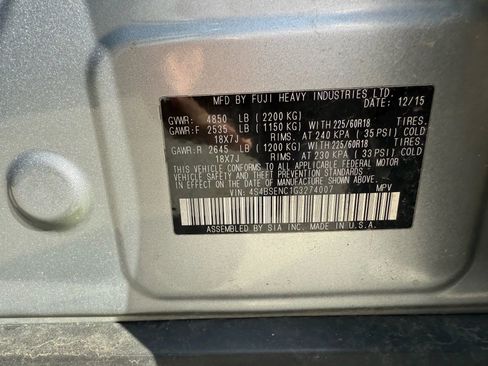 MFD BY FUJI HEAVY INDUSTRIES LTD.
DATE: 12/15
GVWR: 4850 LB (2200 KG)
GAWR:F 2535 LB (1150 KG) WITH 225/60R18 TIRES.
18X7J RIMS. AT 240 KPA (35 PSI) COLD
GAWR:R 2645 LB (1200 KG) WITH 225/60R18 TIRES.
18X7J RIMS. AT 230 KPA (33 PSI) COLD
THIS VEHICLE CONFORMS TO ALL APPLICABLE FEDERAL MOTOR
VEHICLE SAFETY STANDARDS
IN EFFECT ON THE DATE OF MANUFACTURE SHOWN ABOVE.
VIN: 4S4BSENC1G3274007 MPV
ASSEMBLED BY SIA INC. MADE IN U.S.A.